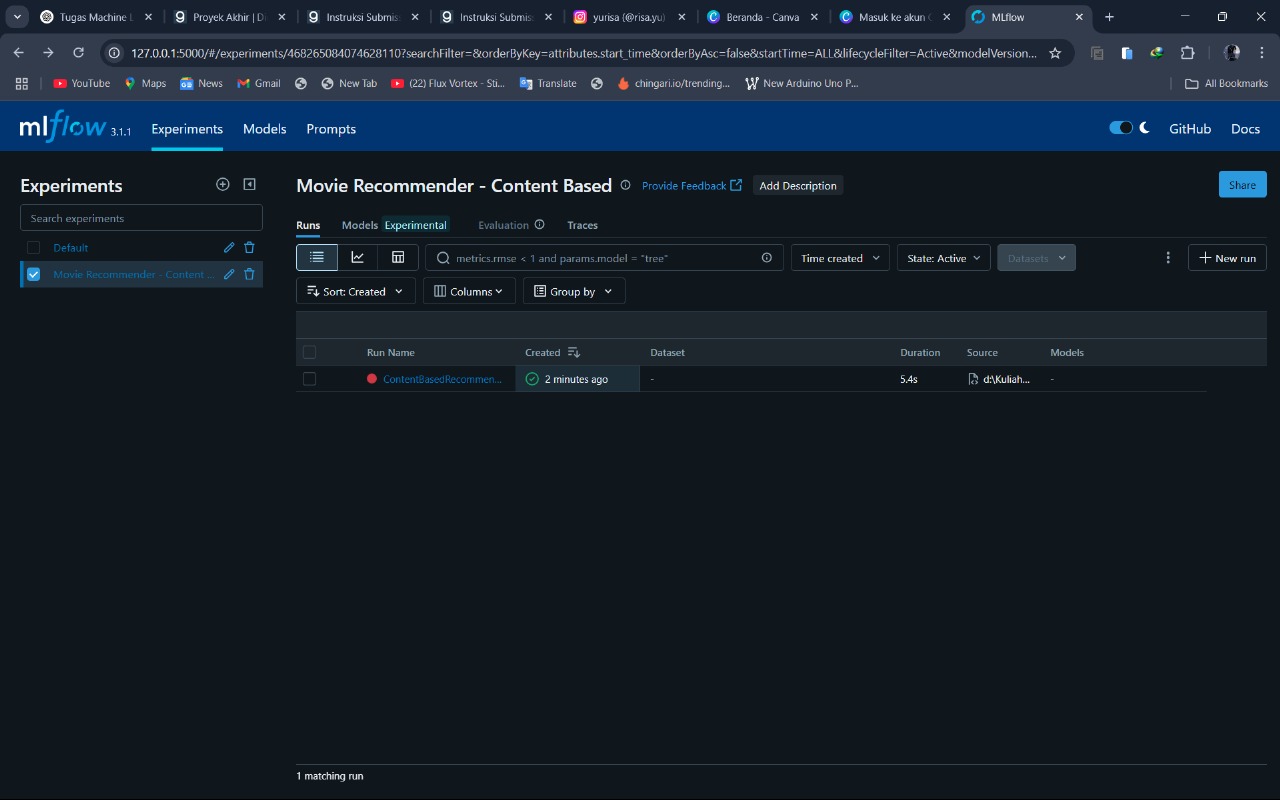 Tugas Machine L
Proyek Akhir | Di
Instruksi Submiss
Instruksi Submiss
yurisa (@risa.yu)
Beranda - Canva
Masuk ke akun C
MLflow
127.0.0.1:5000/#/experiments/468265084074628110?searchFilter=&orderByKey=attributes.start_time&orderByAsc=false&startTime=ALL&lifecycleFilter=Active&modelVersion...
YouTube
Maps
News
Gmail
New Tab
(22) Flux Vortex - Sti...
Translate
chingari.io/trending...
New Arduino Uno P...
All Bookmarks
mlflow 3.1.1
Experiments
Models
Prompts
GitHub
Docs
Experiments
Search experiments
Default
Movie Recommender - Content ...
Movie Recommender - Content Based
Provide Feedback
Add Description
Share
Runs
Models Experimental
Evaluation
Traces
metrics.rmse < 1 and params.model = "tree"
Time created
State: Active
Datasets
New run
Sort: Created
Columns
Group by
Run Name
Created
Dataset
Duration
Source
Models
ContentBasedRecommen...
2 minutes ago
-
5.4s
d:\Kuliah...
-
1 matching run